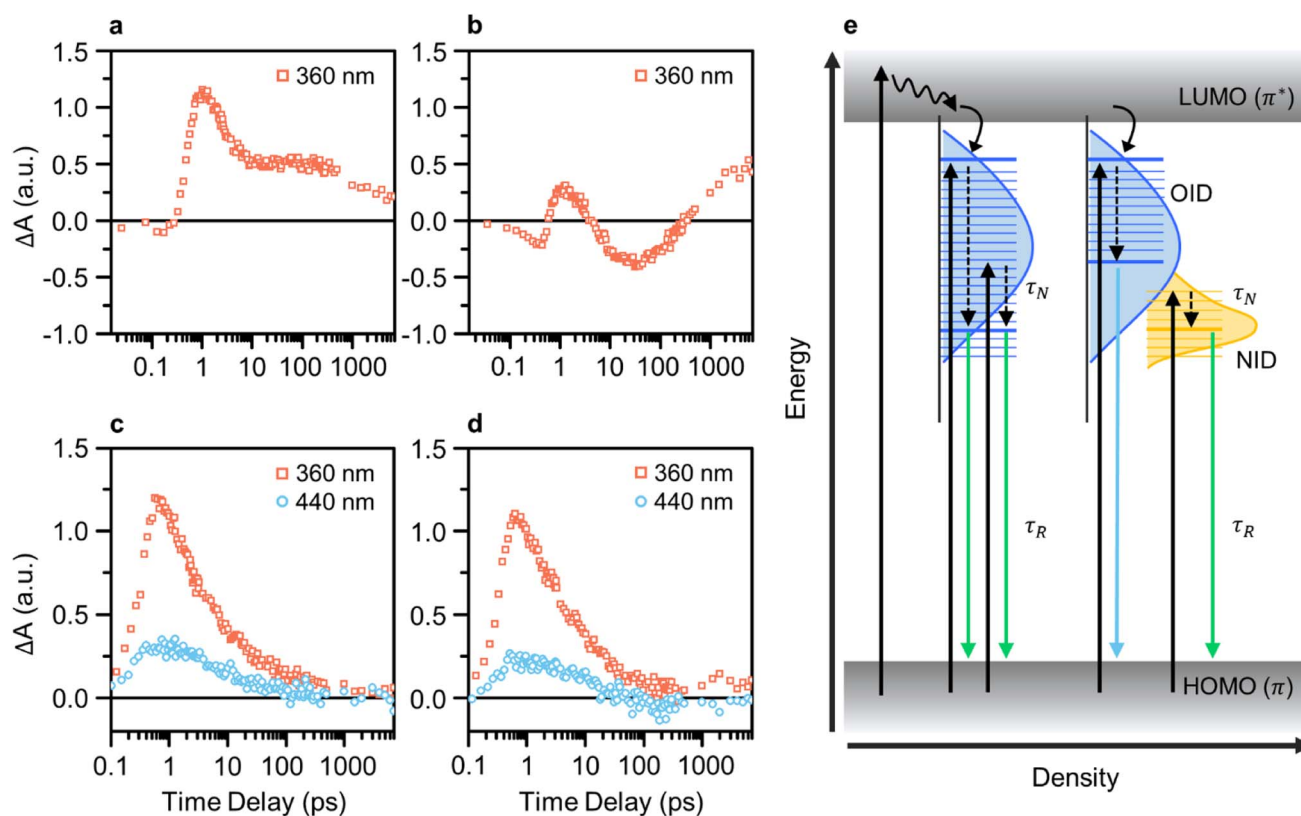 a
b
e
1.5
1.0
0.5
0.0
-0.5
-1.0
ΔA (a.u.)
360 nm
0.1 1 10 100 1000
1.5
1.0
0.5
0.0
-0.5
-1.0
360 nm
0.1 1 10 100 1000
c
d
1.5
1.0
0.5
0.0
ΔA (a.u.)
360 nm
440 nm
0.1 1 10 100 1000
Time Delay (ps)
1.5
1.0
0.5
0.0
360 nm
440 nm
0.1 1 10 100 1000
Time Delay (ps)
Energy
LUMO (π*)
OID
τN
τN
NID
τR
τR
HOMO (π)
Density